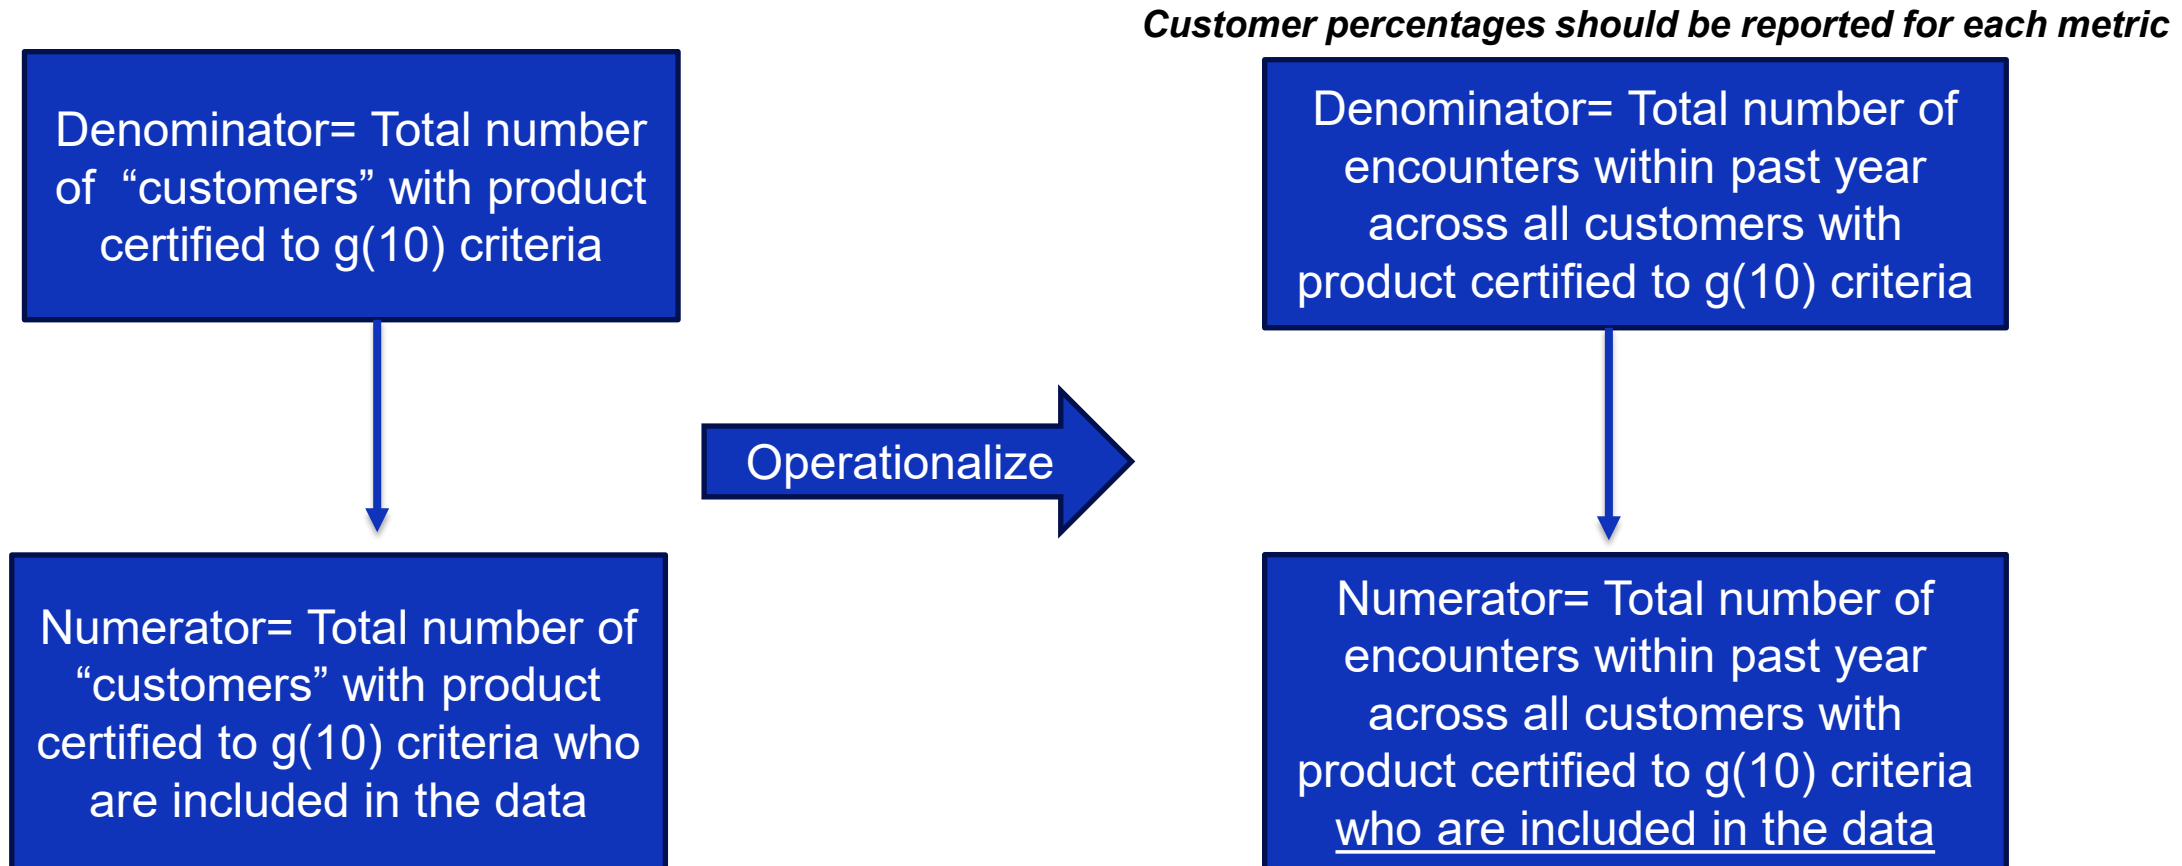 Customer percentages should be reported for each metric
Denominator= Total number
of “customers” with product
certified to g(10) criteria
Denominator= Total number of
encounters within past year
across all customers with
product certified to g(10) criteria
Operationalize
Numerator= Total number of
“customers” with product
certified to g(10) criteria who
are included in the data
Numerator= Total number of
encounters within past year
across all customers with
product certified to g(10) criteria
who are included in the data